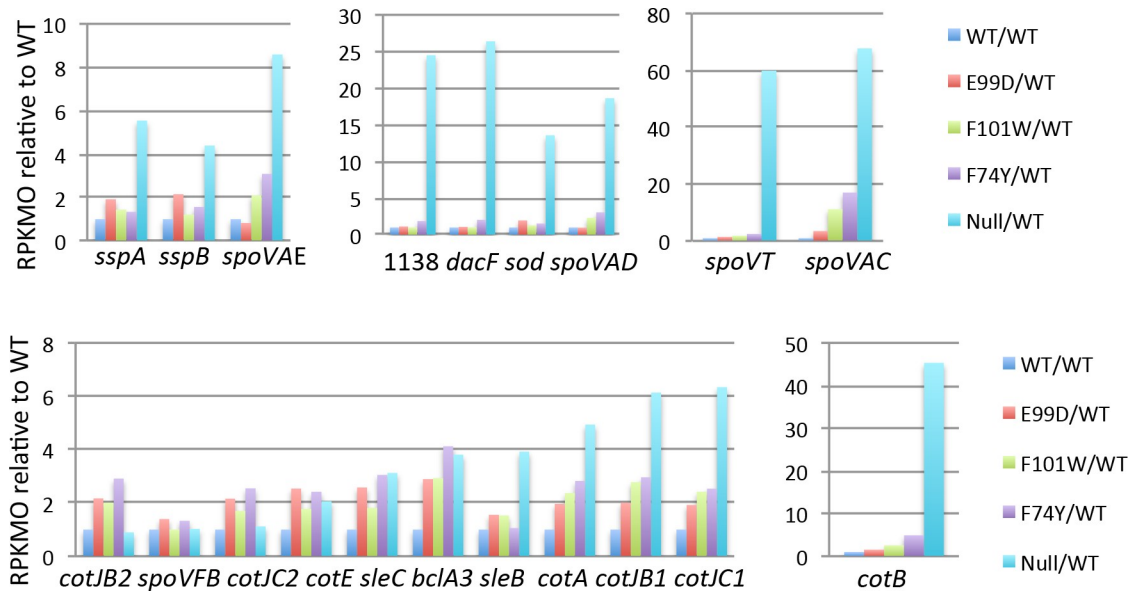 RPKMO relative to WT
10
8
6
4
2
0
sspA sspB spoVAE
30
25
20
15
10
5
0
1138 dacF sod spoVAD
80
60
40
20
0
spoVT spoVAC
WT/WT
E99D/WT
F101W/WT
F74Y/WT
Null/WT
RPKMO relative to WT
8
6
4
2
0
cotJB2 spoVFB cotJC2 cotE sleC bclA3 sleB cotA cotJB1 cotJC1
50
40
30
20
10
0
cotB
WT/WT
E99D/WT
F101W/WT
F74Y/WT
Null/WT